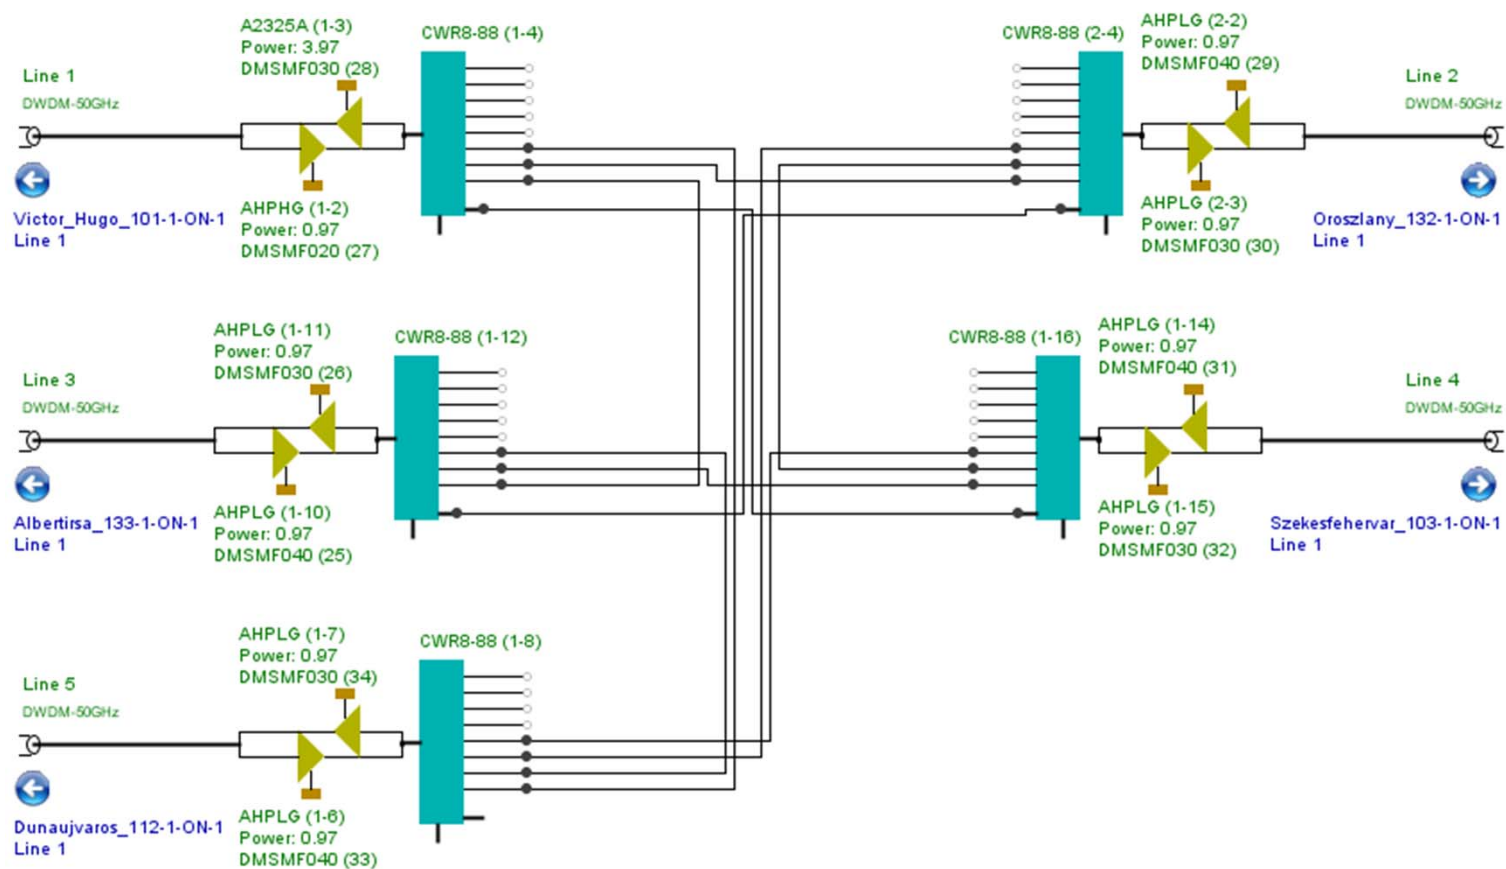 A2325A (1-3)
Power: 3.97
DMSMF030 (28)
CWR8-88 (1-4)
Line 1
DWDM-50GHz
Victor_Hugo_101-1-ON-1
Line 1
AHPHG (1-2)
Power: 0.97
DMSMF020 (27)
CWR8-88 (2-4)
AHPLG (2-2)
Power: 0.97
DMSMF040 (29)
Line 2
DWDM-50GHz
AHPLG (2-3)
Power: 0.97
DMSMF030 (30)
Oroszlany_132-1-ON-1
Line 1
AHPLG (1-11)
Power: 0.97
DMSMF030 (26)
CWR8-88 (1-12)
Line 3
DWDM-50GHz
Albertirsa_133-1-ON-1
Line 1
AHPLG (1-10)
Power: 0.97
DMSMF040 (25)
CWR8-88 (1-16)
AHPLG (1-14)
Power: 0.97
DMSMF040 (31)
Line 4
DWDM-50GHz
AHPLG (1-15)
Power: 0.97
DMSMF030 (32)
Szekesfehervar_103-1-ON-1
Line 1
AHPLG (1-7)
Power: 0.97
DMSMF030 (34)
CWR8-88 (1-8)
Line 5
DWDM-50GHz
Dunaujvaros_112-1-ON-1
Line 1
AHPLG (1-6)
Power: 0.97
DMSMF040 (33)